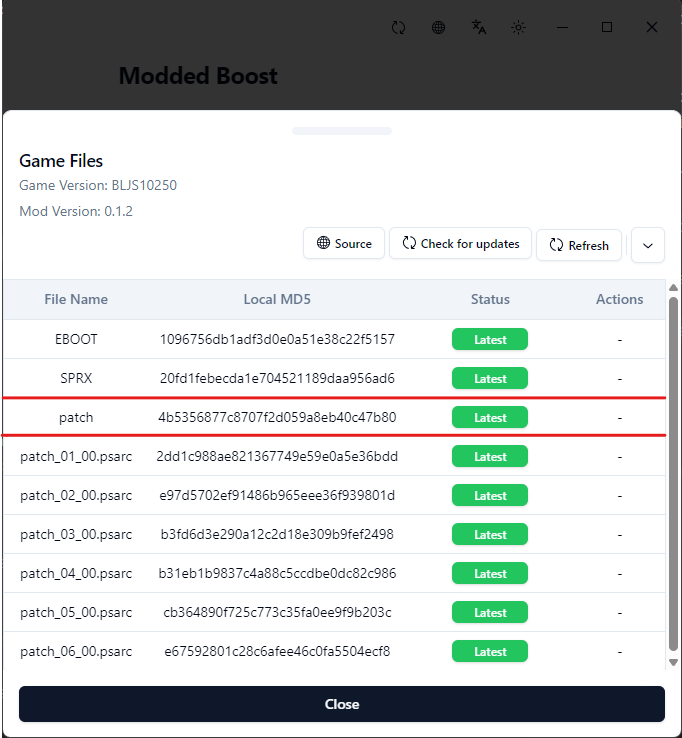 Modded Boost
Game Files
Game Version: BLJS10250
Mod Version: 0.1.2
Source Check for updates Refresh
File Name Local MD5 Status Actions
EBOOT 1096756db1adf3d0e0a51e38c22f5157 Latest -
SPRX 20fd1febecda1e704521189daa956ad6 Latest -
patch 4b5356877c8707f2d059a8eb40c47b80 Latest -
patch_01_00.psarc 2dd1c988ae821367749e59e0a5e36bdd Latest -
patch_02_00.psarc e97d5702ef91486b965eee36f939801d Latest -
patch_03_00.psarc b3fd6d3e290a12c2d18e309b9fef2498 Latest -
patch_04_00.psarc b31eb1b9837c4a88c5ccdbe0dc82c986 Latest -
patch_05_00.psarc cb364890f725c773c35fa0ee9f9b203c Latest -
patch_06_00.psarc e67592801c28c6afee46c0fa5504ecf8 Latest -
Close